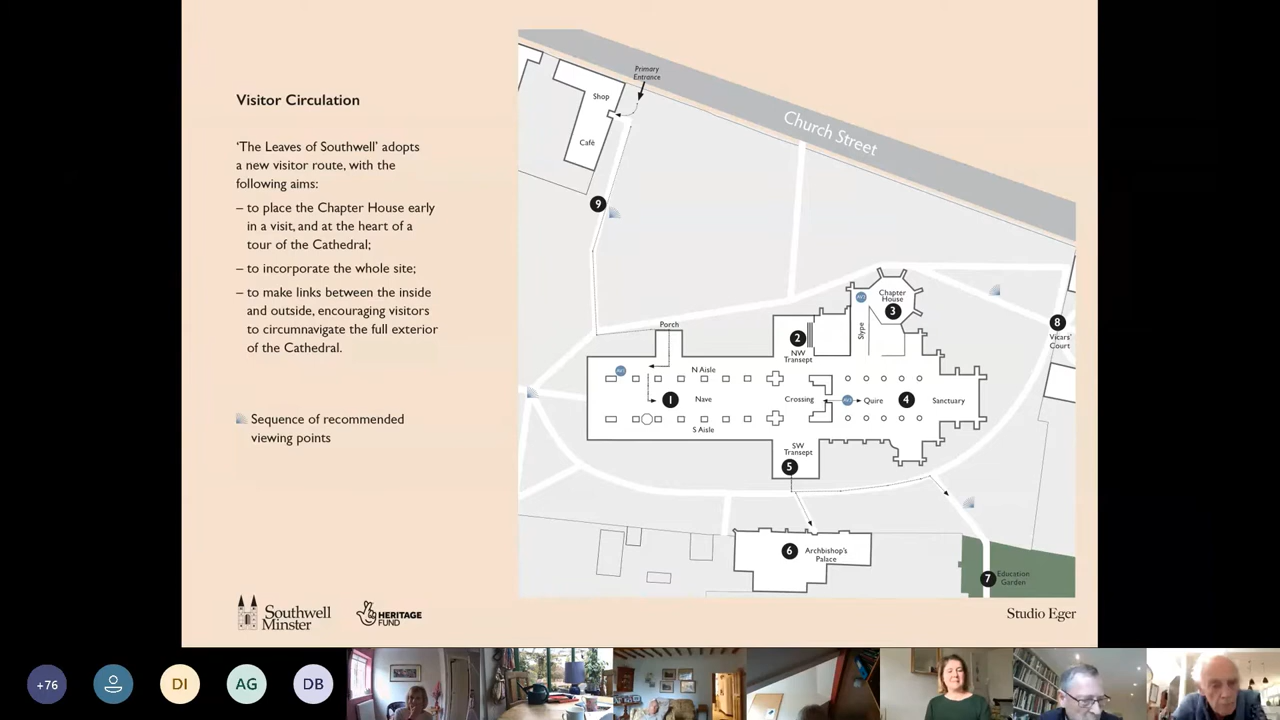 Visitor Circulation
‘The Leaves of Southwell’ adopts
a new visitor route, with the
following aims:
– to place the Chapter House early
in a visit, and at the heart of a
tour of the Cathedral;
– to incorporate the whole site;
– to make links between the inside
and outside, encouraging visitors
to circumnavigate the full exterior
of the Cathedral.
Sequence of recommended
viewing points
Southwell
Minster
HERITAGE
FUND
Primary
Entrance
Church Street
Shop
Café
9
Chapter
House
3
AV2
Slype
8
Vicars'
Court
Porch
2
NW
Transept
AV1
N Aisle
1
Nave
Crossing
AV3
Quire
4
Sanctuary
S Aisle
SW
Transept
5
6
Archbishop's
Palace
7
Education
Garden
Studio Eger
+76
DI
AG
DB